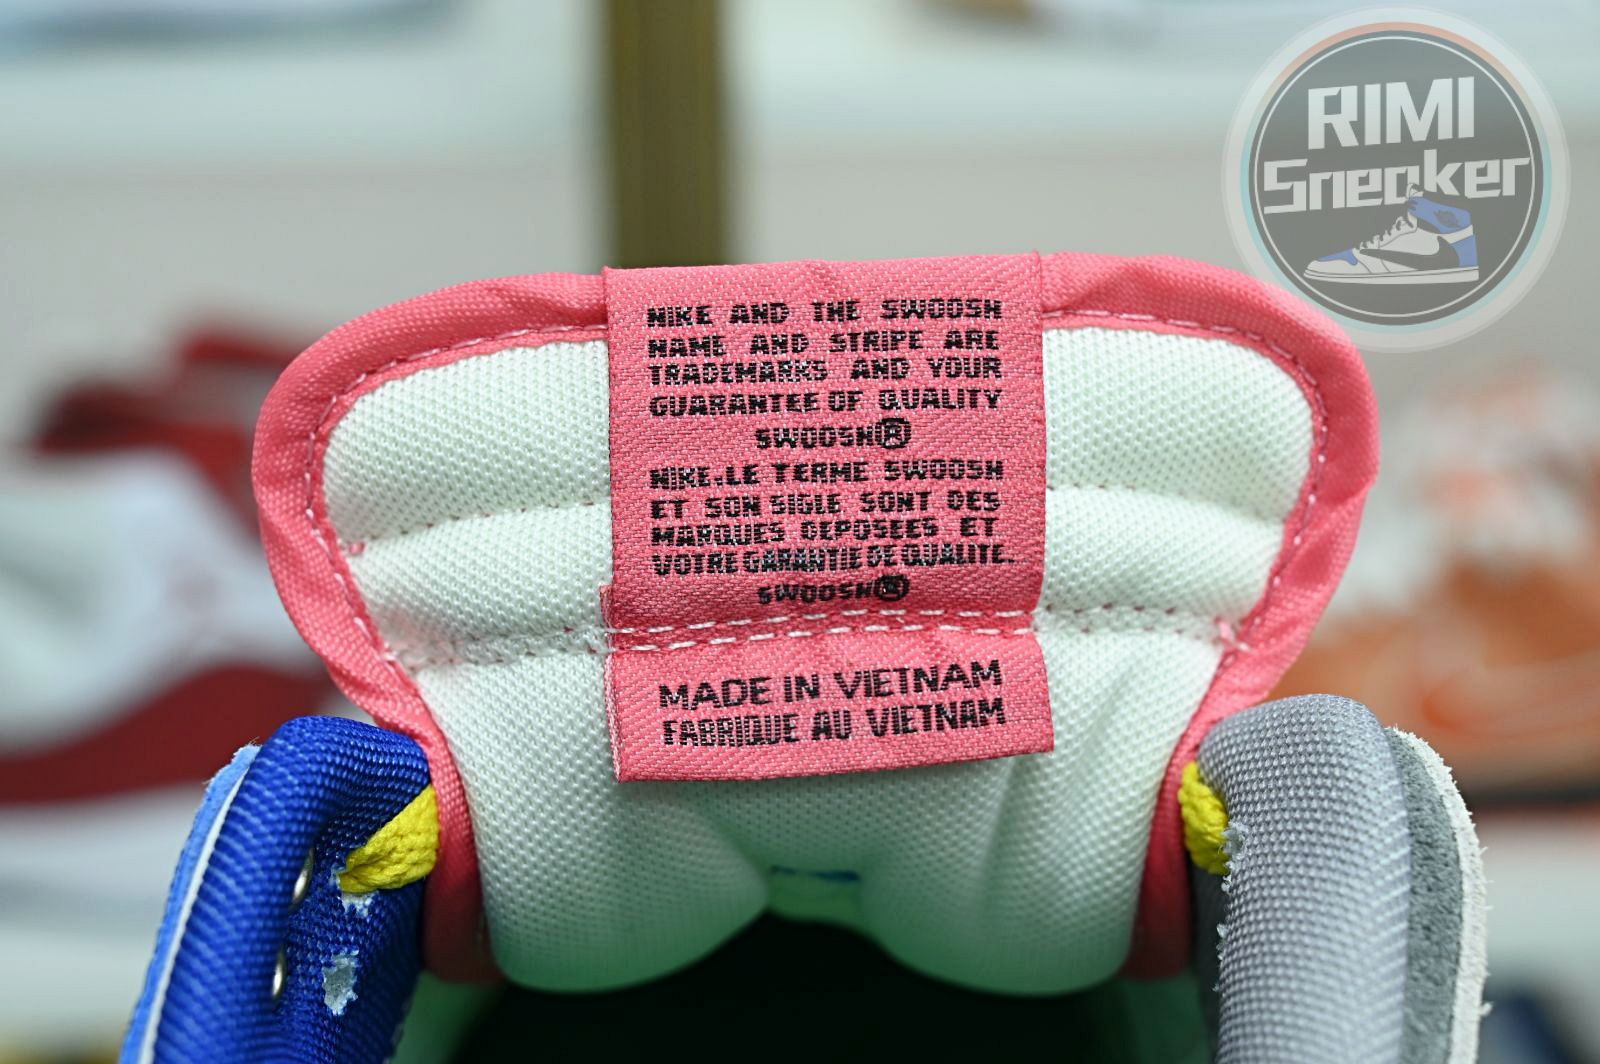 RIMI
Sneaker
NIKE AND THE SWOOSH
NAME AND STRIPE ARE
TRADEMARKS AND YOUR
GUARANTEE OF QUALITY
SWOOSH®
NIKE.LE TERME SWOOSH
ET SON SIGLE SONT DES
MARQUES DEPOSEES ET
VOTRE GARANTIE DE QUALITE.
SWOOSH®
MADE IN VIETNAM
FABRIQUE AU VIETNAM